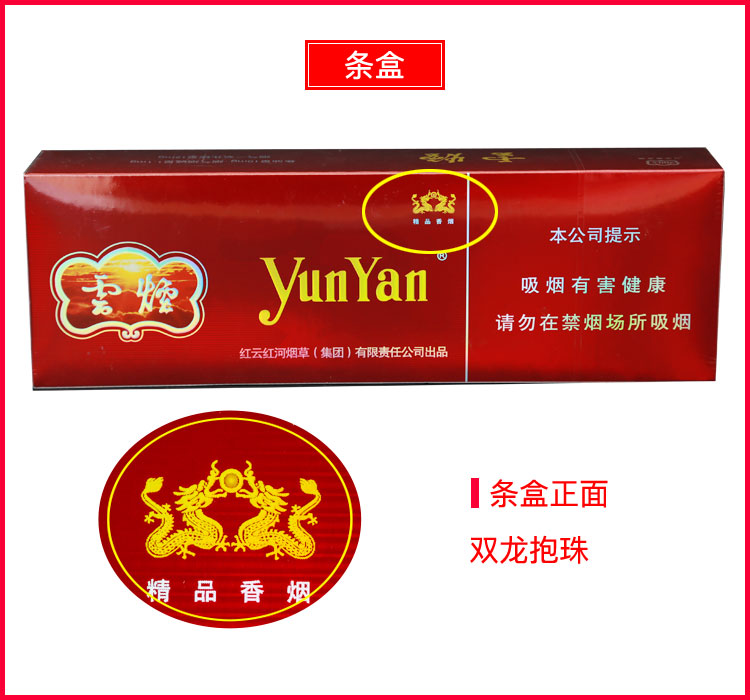 条盒
雲煙
精品香烟
YunYan®
红云红河烟草(集团)有限责任公司出品
本公司提示
吸烟有害健康
请勿在禁烟场所吸烟
精品香烟
条盒正面
双龙抱珠